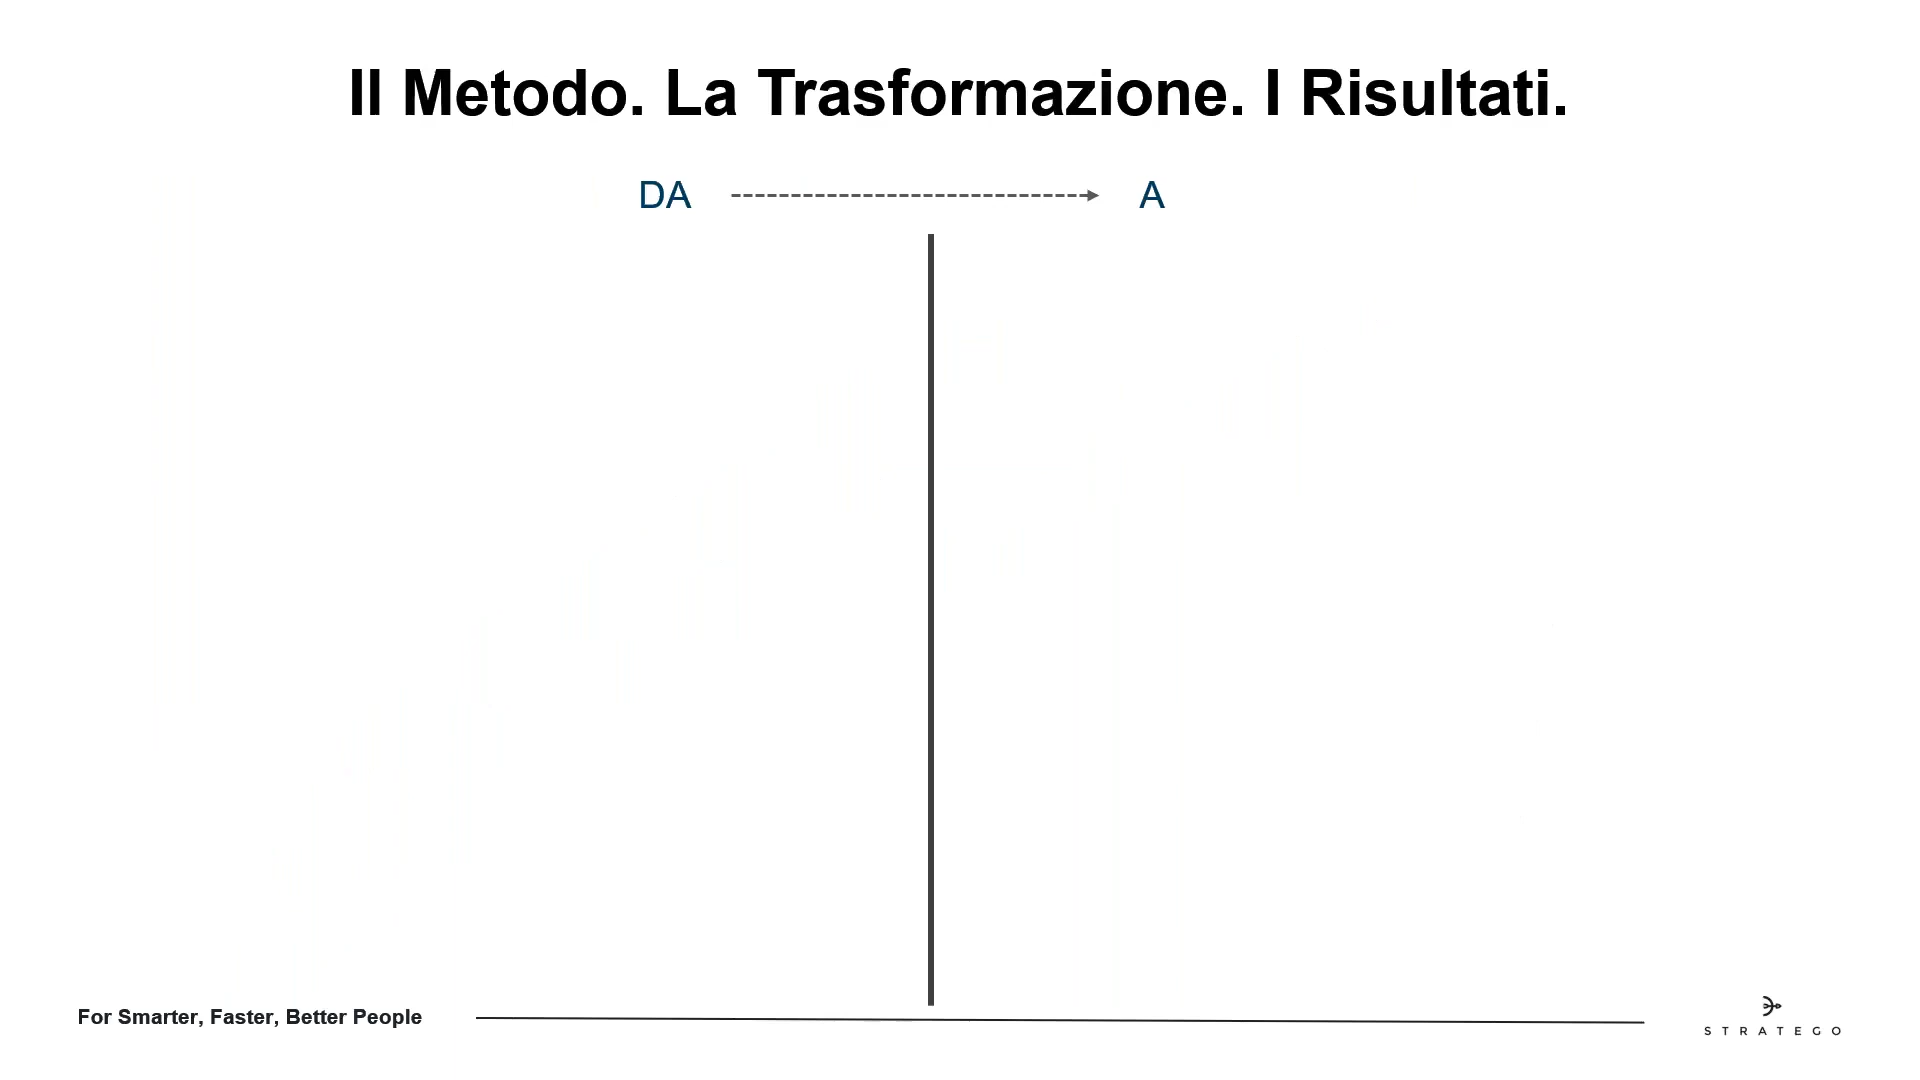 Il Metodo. La Trasformazione. I Risultati.
DA A
For Smarter, Faster, Better People
STRATEGO